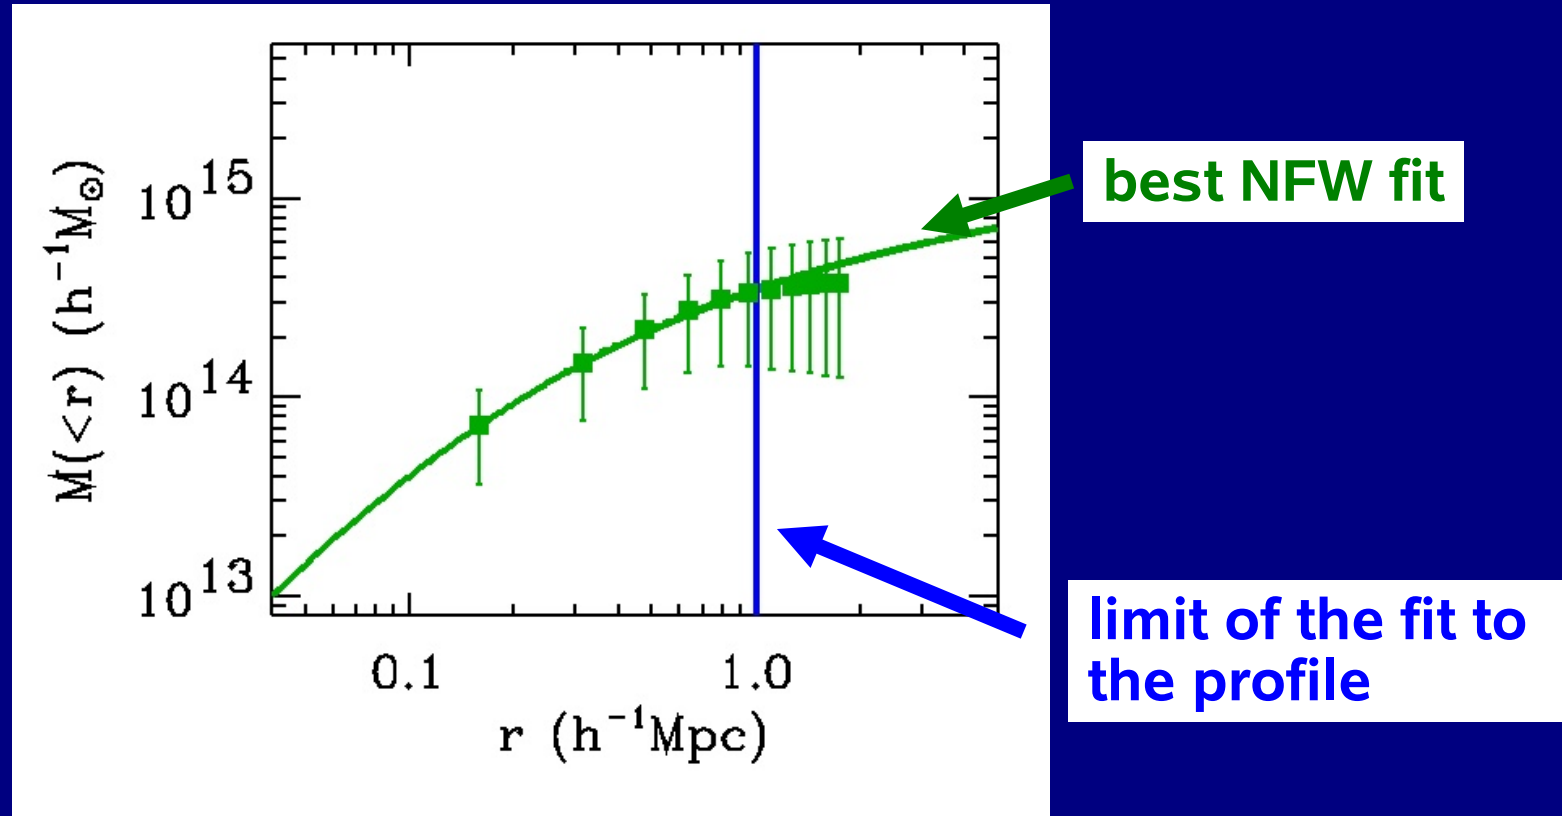 10^15
10^14
10^13
M(<r) (h^−1M_⊙)
0.1
1.0
r (h^−1Mpc)
best NFW fit
limit of the fit to
the profile